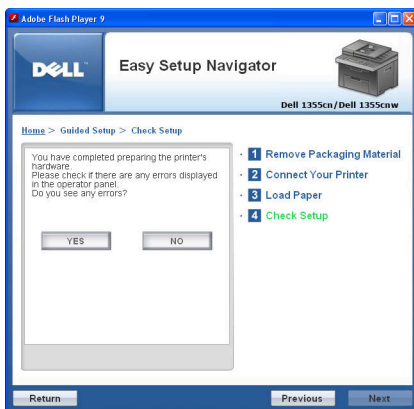 Adobe Flash Player 9
DELL™
Easy Setup Navigator
Dell 1355cn/Dell 1355cnw
Home > Guided Setup > Check Setup
You have completed preparing the printer's
hardware.
Please check if there are any errors displayed
in the operator panel.
Do you see any errors?
YES
NO
· 1 Remove Packaging Material
· 2 Connect Your Printer
· 3 Load Paper
· 4 Check Setup
Return
Previous
Next